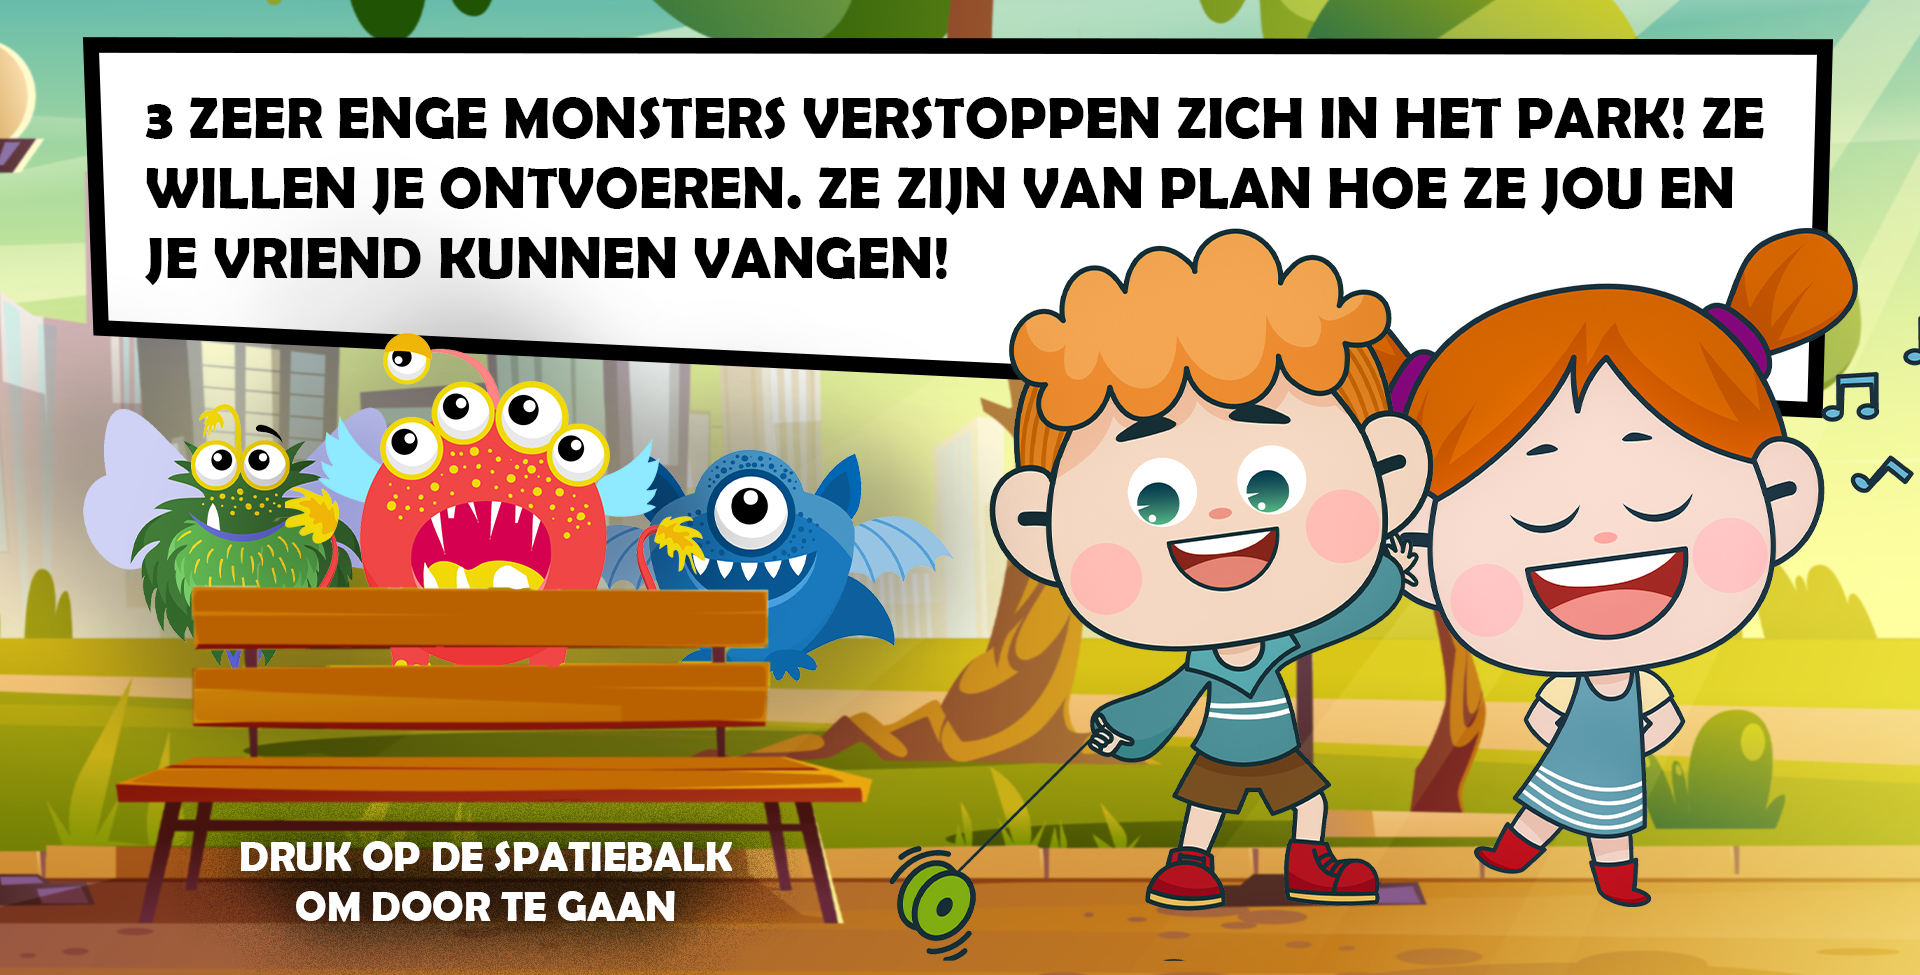 3 ZEER ENGE MONSTERS VERSTOPPEN ZICH IN HET PARK! ZE
WILLEN JE ONTVOEREN. ZE ZIJN VAN PLAN HOE ZE JOU EN
JE VRIEND KUNNEN VANGEN!
DRUK OP DE SPATIEBALK
OM DOOR TE GAAN